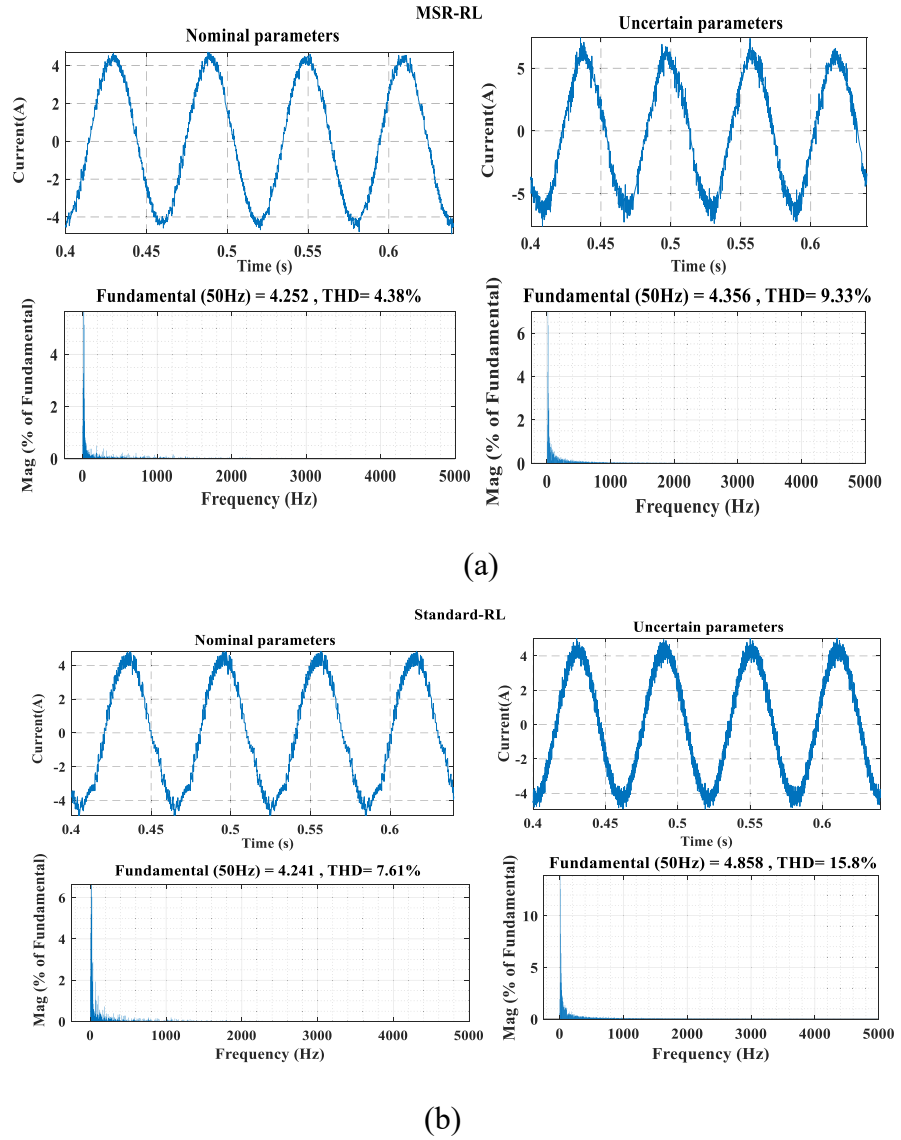 MSR-RL
Nominal parameters
Current(A)
4
2
0
-2
-4
0.4 0.45 0.5 0.55 0.6
Time (s)
Uncertain parameters
Current(A)
5
0
-5
0.4 0.45 0.5 0.55 0.6
Time (s)
Fundamental (50Hz) = 4.252 , THD= 4.38%
Mag (% of Fundamental)
4
2
0
0 1000 2000 3000 4000 5000
Frequency (Hz)
Fundamental (50Hz) = 4.356 , THD= 9.33%
Mag (% of Fundamental)
6
4
2
0
0 1000 2000 3000 4000 5000
Frequency (Hz)
(a)
Standard-RL
Nominal parameters
Current(A)
4
2
0
-2
-4
0.4 0.45 0.5 0.55 0.6
Time (s)
Uncertain parameters
Current(A)
4
2
0
-2
-4
0.4 0.45 0.5 0.55 0.6
Time (s)
Fundamental (50Hz) = 4.241 , THD= 7.61%
Mag (% of Fundamental)
6
4
2
0
0 1000 2000 3000 4000 5000
Frequency (Hz)
Fundamental (50Hz) = 4.858 , THD= 15.8%
Mag (% of Fundamental)
10
5
0
0 1000 2000 3000 4000 5000
Frequency (Hz)
(b)